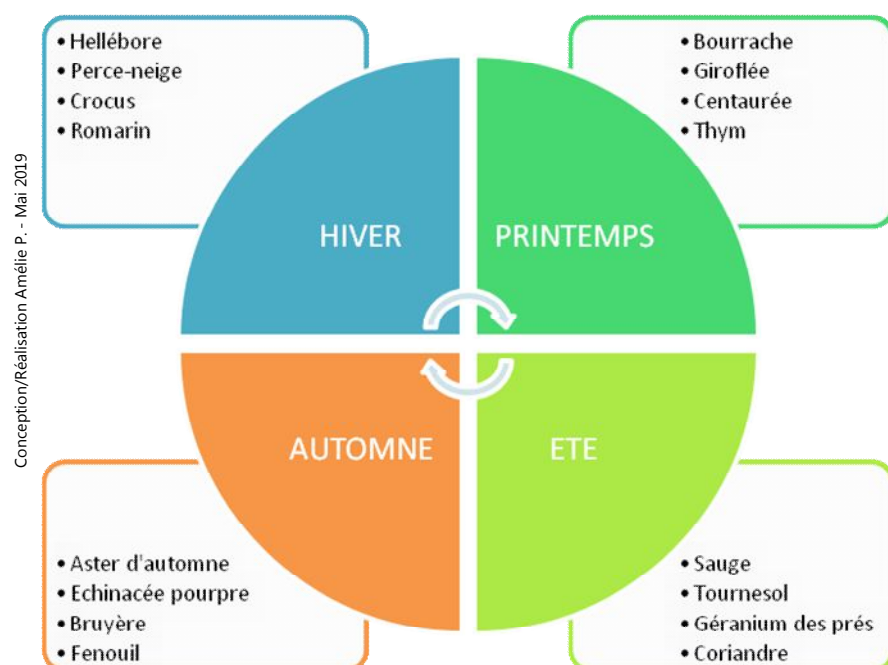 • Hellébore
• Perce-neige
• Crocus
• Romarin
• Bourrache
• Giroflée
• Centaurée
• Thym
HIVER
PRINTEMPS
AUTOMNE
ETE
• Aster d'automne
• Echinacée pourpre
• Bruyère
• Fenouil
• Sauge
• Tournesol
• Géranium des prés
• Coriandre
Conception/Réalisation Amélie P. - Mai 2019